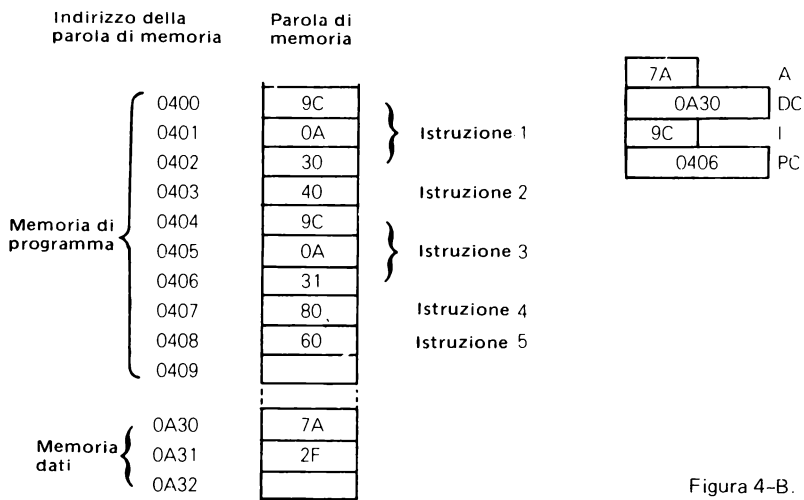 Indirizzo della
parola di memoria
Parola di
memoria
Memoria di
programma
0400 9C
0401 0A
0402 30
Istruzione 1
0403 40 Istruzione 2
0404 9C
0405 0A
0406 31
Istruzione 3
0407 80 Istruzione 4
0408 60 Istruzione 5
0409
Memoria
dati
0A30 7A
0A31 2F
0A32
7A A
0A30 DC
9C I
0406 PC
Figura 4-B.